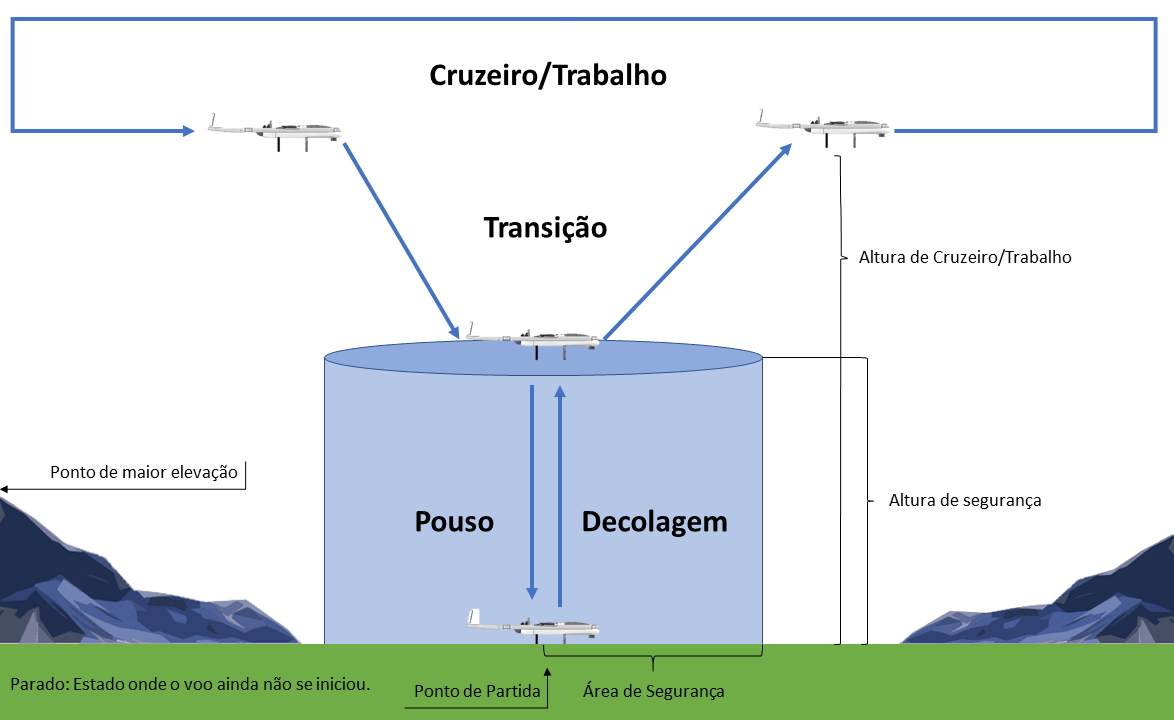 Cruzeiro/Trabalho
Transição
Altura de Cruzeiro/Trabalho
Ponto de maior elevação
Altura de segurança
Pouso
Decolagem
Parado: Estado onde o voo ainda não se iniciou.
Ponto de Partida
Área de Segurança